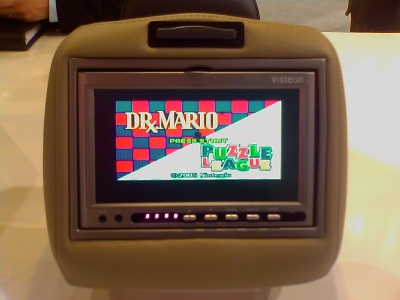 Visteon
DR.MARIO
PRESS START
PUZZLE
LEAGUE
©2005 Nintendo